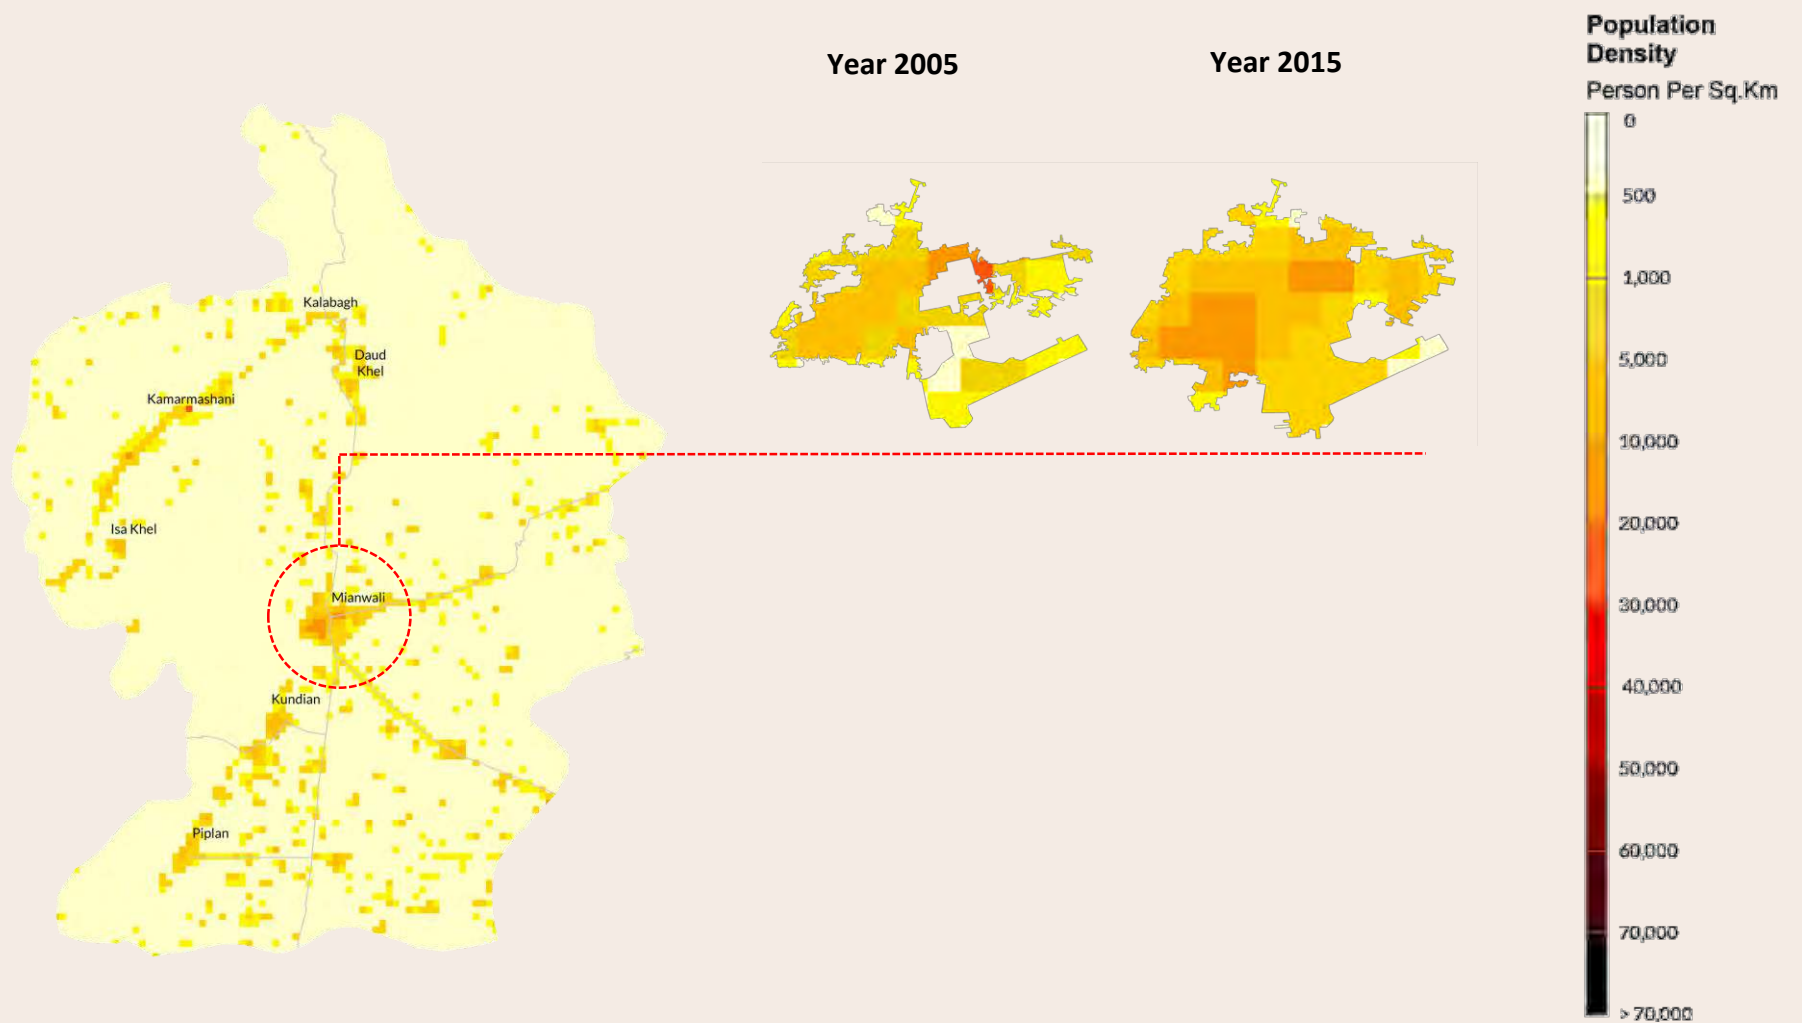 Year 2005
Year 2015
Population
Density
Person Per Sq.Km
0
500
1,000
5,000
10,000
20,000
30,000
40,000
50,000
60,000
70,000
>70,000
Kalabagh
Daud
Khel
Kamarmashani
Isa Khel
Mianwali
Kundian
Piplan